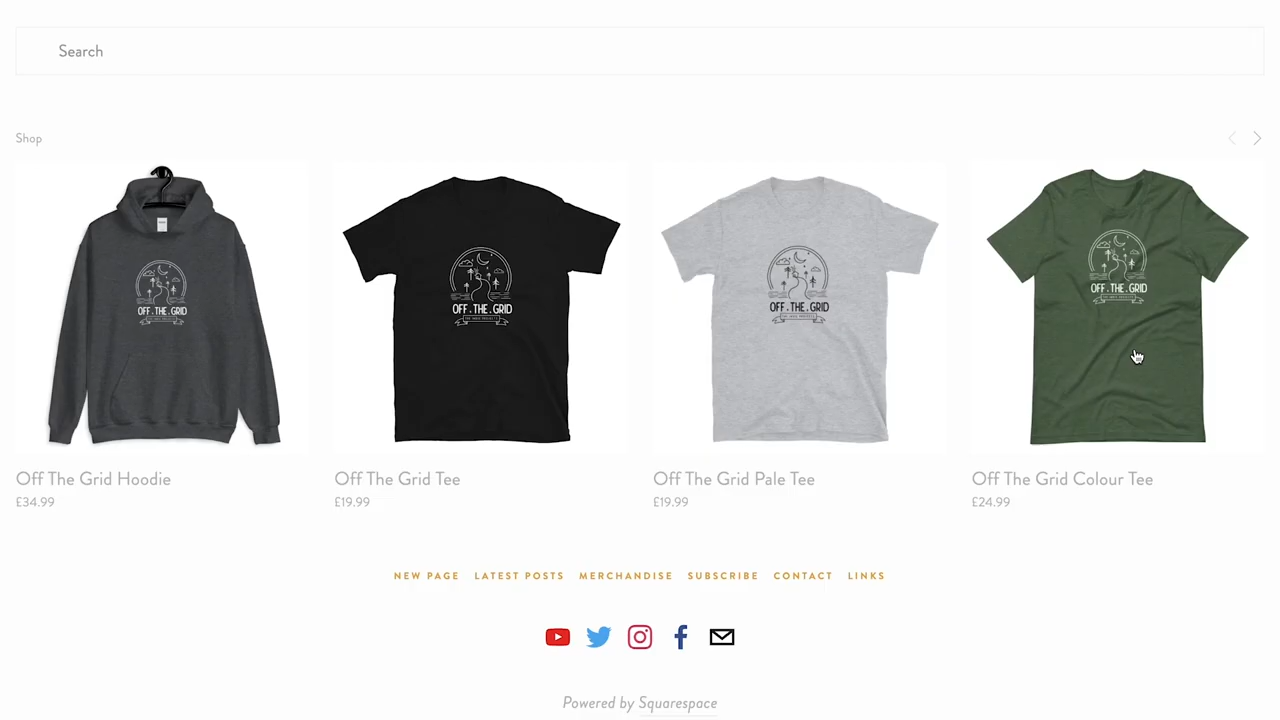 Search
Shop
OFF . THE . GRID
OFF . THE . GRID
OFF . THE . GRID
OFF . THE . GRID
Off The Grid Hoodie
£34.99
Off The Grid Tee
£19.99
Off The Grid Pale Tee
£19.99
Off The Grid Colour Tee
£24.99
NEW PAGE LATEST POSTS MERCHANDISE SUBSCRIBE CONTACT LINKS
Powered by Squarespace